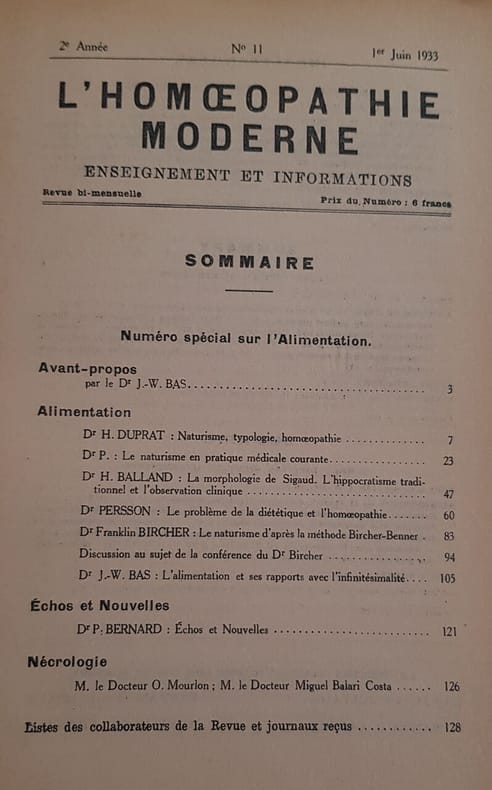 2e Année No 11 1er Juin 1933
L'HOMŒOPATHIE
MODERNE
ENSEIGNEMENT ET INFORMATIONS
Revue bi-mensuelle Prix du Numéro : 6 francs
SOMMAIRE
Numéro spécial sur l'Alimentation.
Avant-propos
par le Dr J.-W. BAS. 3
Alimentation
Dr H. DUPRAT : Naturisme, typologie, homœopathie 7
Dr P. : Le naturisme en pratique médicale courante. 23
Dr H. BALLAND : La morphologie de Sigaud. L'hippocratisme tradi-
tionnel et l'observation clinique 47
Dr PERSSON : Le problème de la diététique et l'homœopathie. 60
Dr Franklin BIRCHER : Le naturisme d'après la méthode Bircher-Benner . 83
Discussion au sujet de la conférence du Dr Bircher 94
Dr J.-W. BAS : L'alimentation et ses rapports avec l'infinitésimalité. 105
Échos et Nouvelles
Dr P. BERNARD : Échos et Nouvelles 121
Nécrologie
M. le Docteur O. Mourlon ; M. le Docteur Miguel Balari Costa 126
Listes des collaborateurs de la Revue et journaux reçus 128